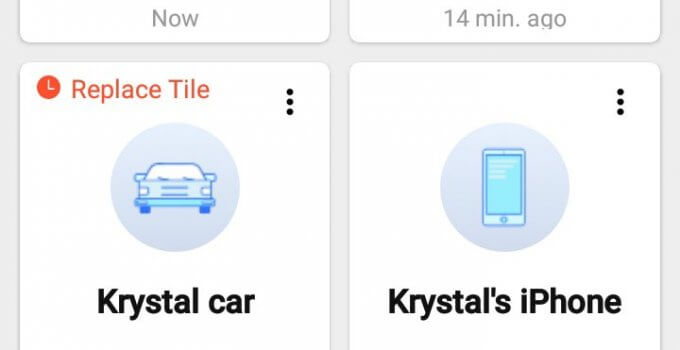 Now
14 min. ago
Replace Tile
Krystal car
Krystal's iPhone